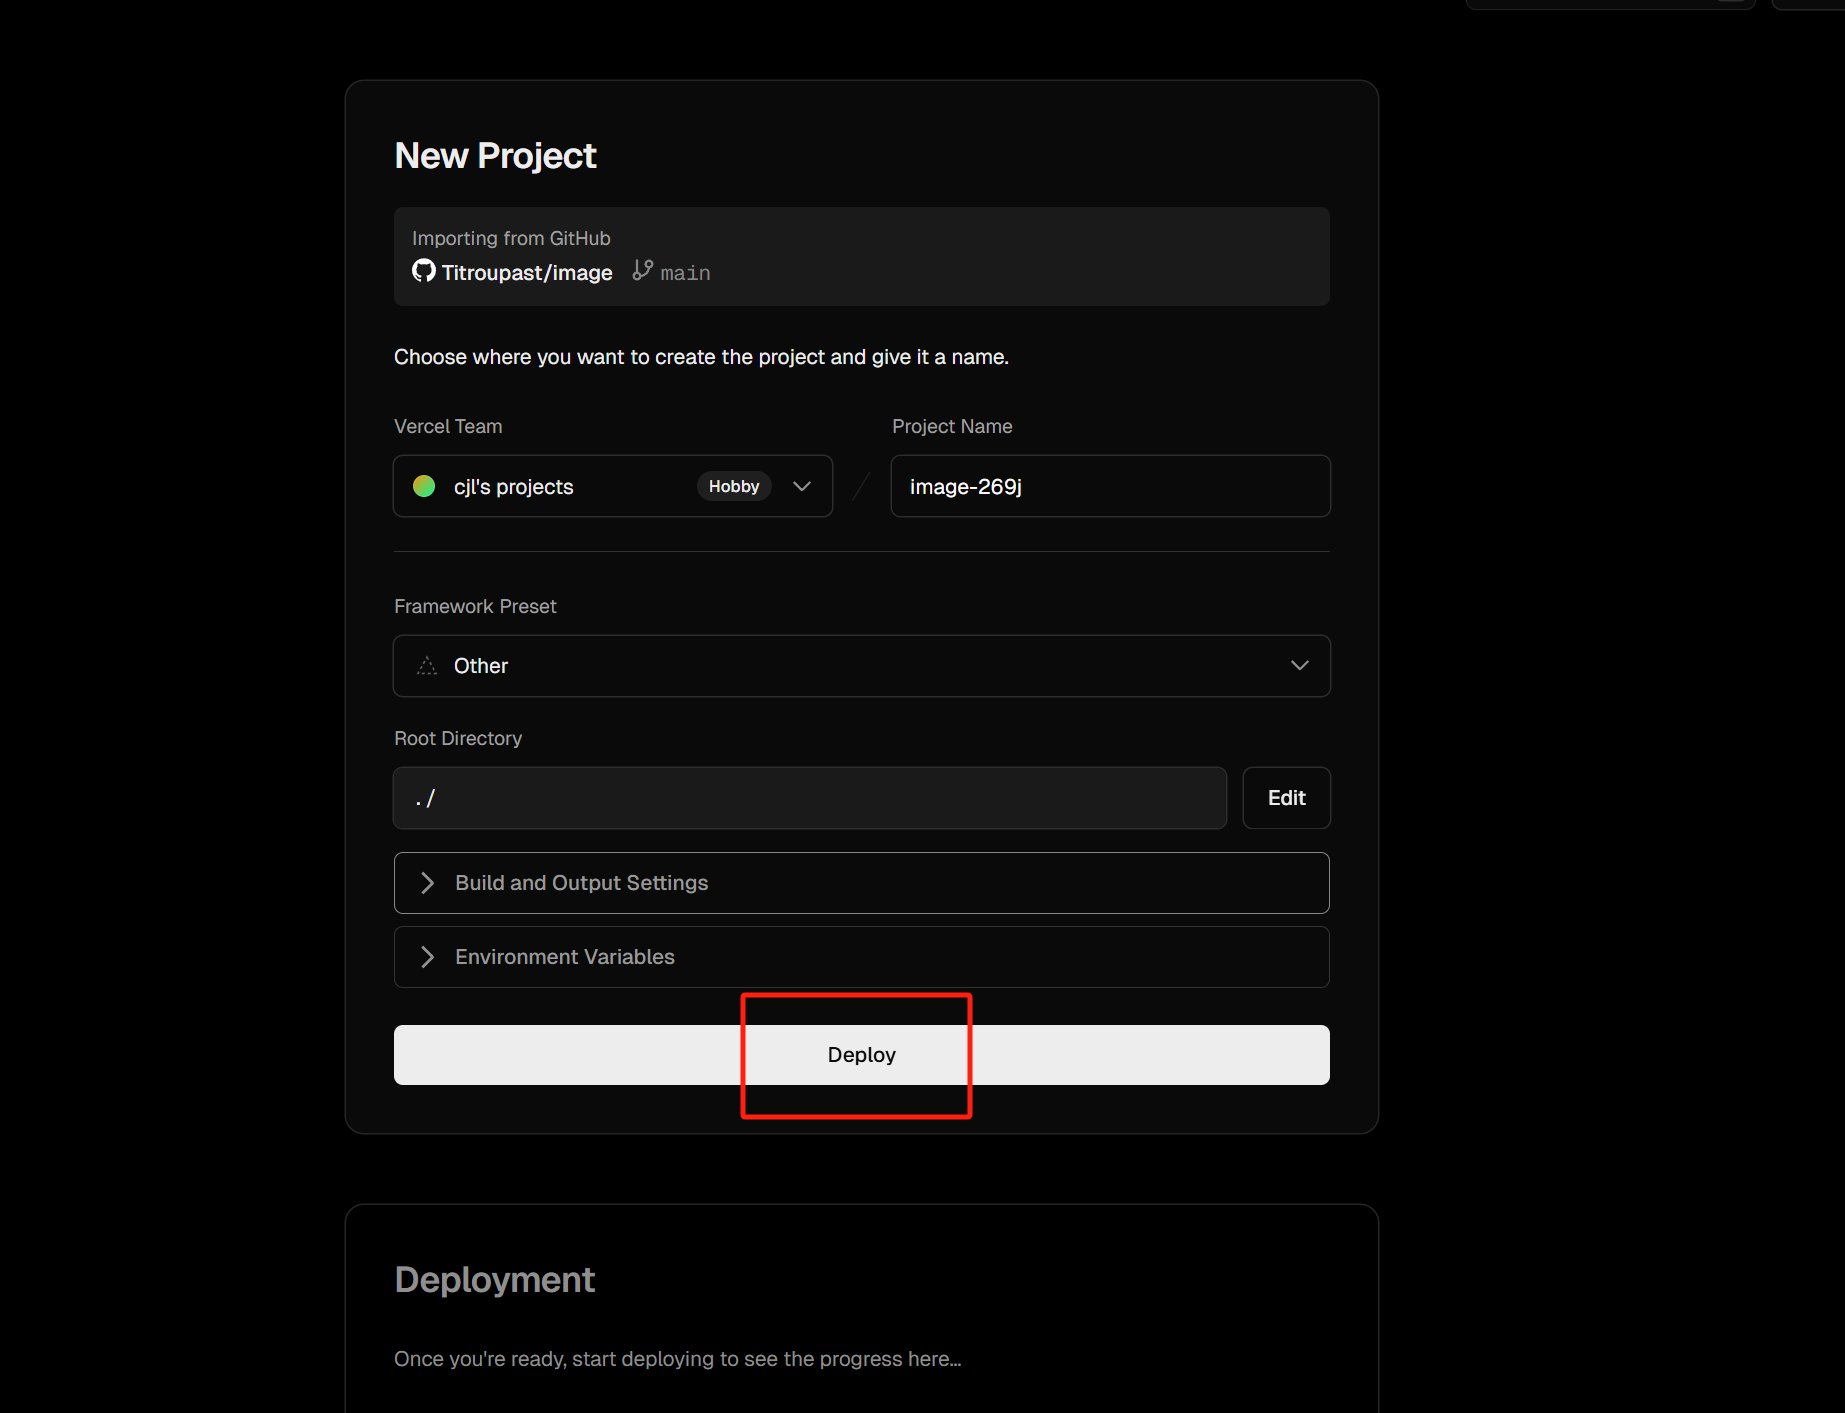 New Project
Importing from GitHub
Titroupast/image main
Choose where you want to create the project and give it a name.
Vercel Team
Project Name
cjl's projects Hobby
image-269j
Framework Preset
Other
Root Directory
./
Edit
Build and Output Settings
Environment Variables
Deploy
Deployment
Once you're ready, start deploying to see the progress here...